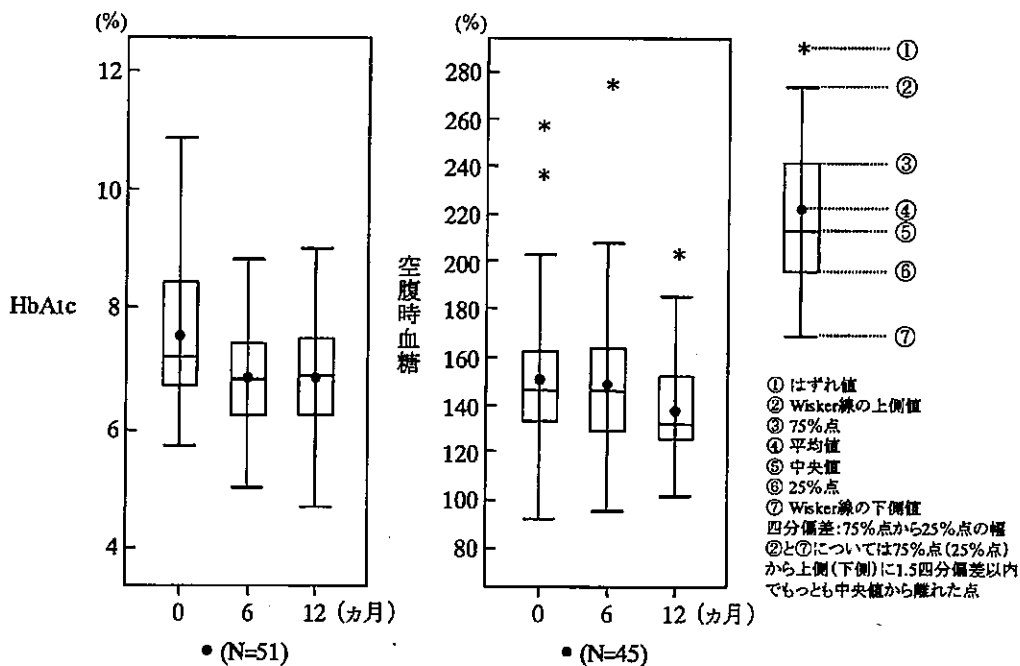 (%)
12
10
8
6
4
HbA1c
0 6 12 (カ月)
● (N=51)
(%)
280
260
240
220
200
180
160
140
120
100
80
空腹時血糖
0 6 12 (カ月)
● (N=45)
①
②
③
④
⑤
⑥
⑦
① はずれ値
② Wisker線の上側値
③ 75%点
④ 平均値
⑤ 中央値
⑥ 25%点
⑦ Wisker線の下側値
四分偏差:75%点から25%点の幅
②と⑦については75%点(25%点)
から上側(下側)に1.5四分偏差以内
でもっとも中央値から離れた点